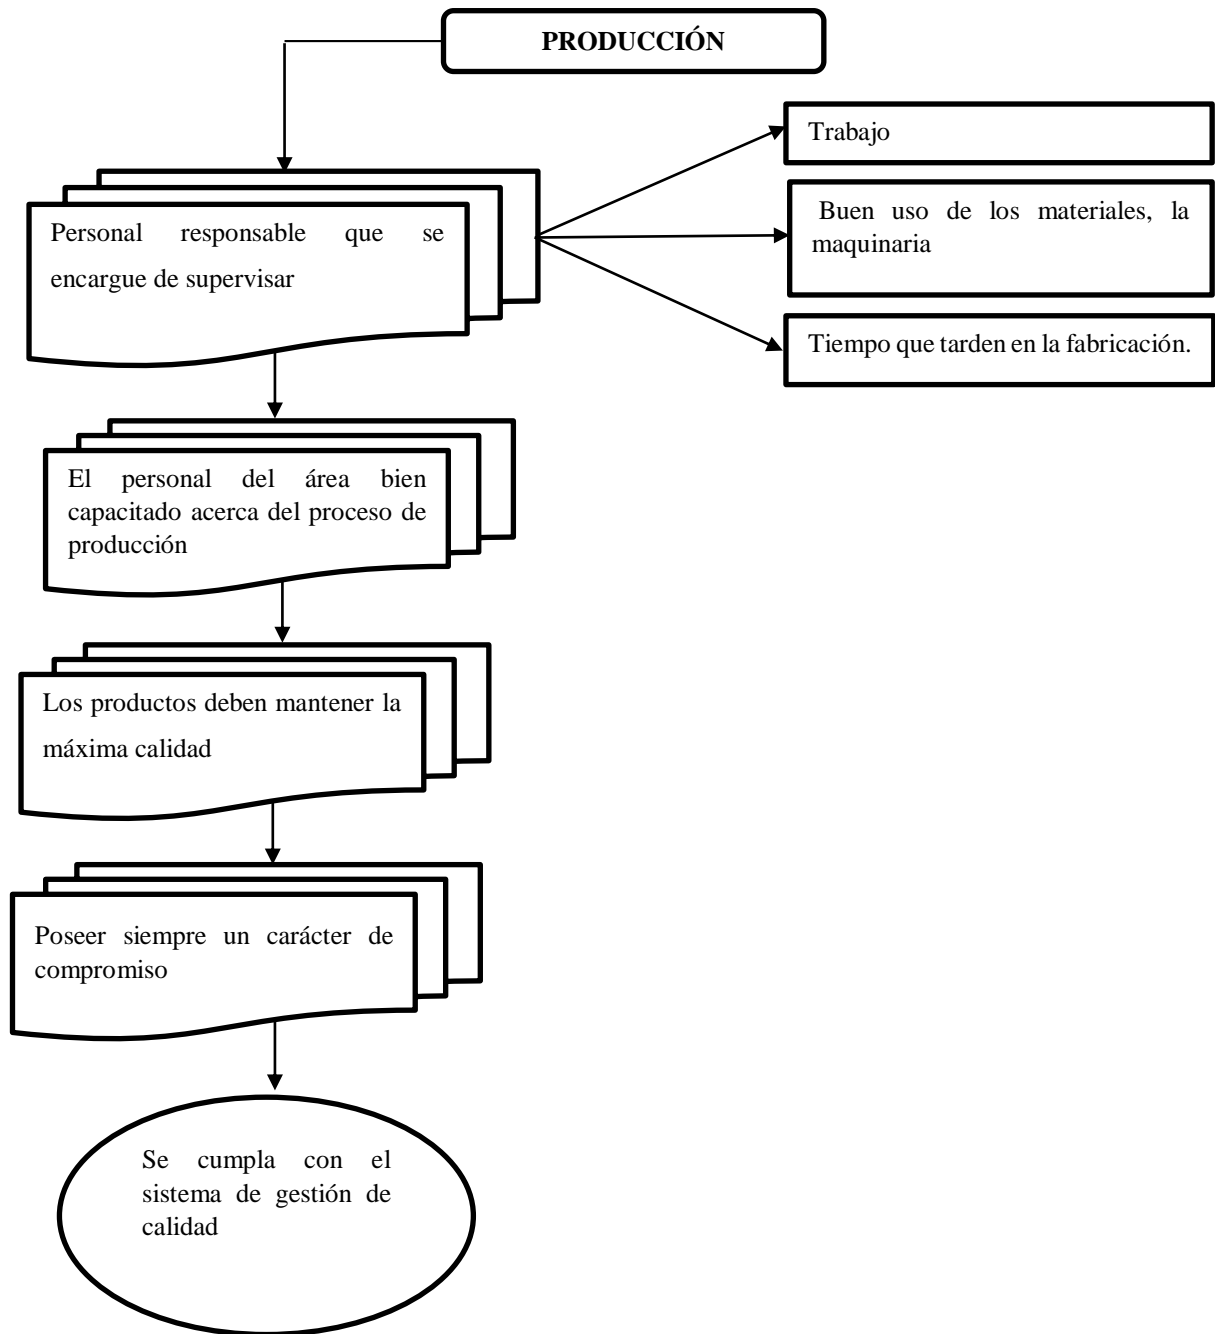 PRODUCCIÓN
Trabajo
Buen uso de los materiales, la
maquinaria
Tiempo que tarden en la fabricación.
Personal responsable que se
encargue de supervisar
El personal del área bien
capacitado acerca del proceso de
producción
Los productos deben mantener la
máxima calidad
Poseer siempre un carácter de
compromiso
Se cumpla con el
sistema de gestión de
calidad